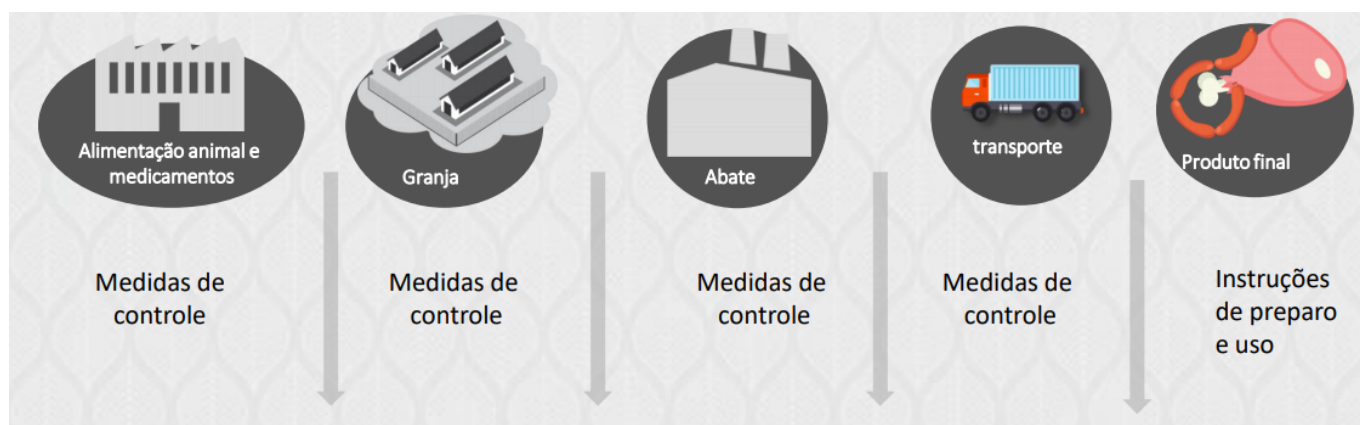 Alimentação animal e
medicamentos
Granja
Abate
transporte
Produto final
Medidas de
controle
Medidas de
controle
Medidas de
controle
Medidas de
controle
Instruções
de preparo
e uso